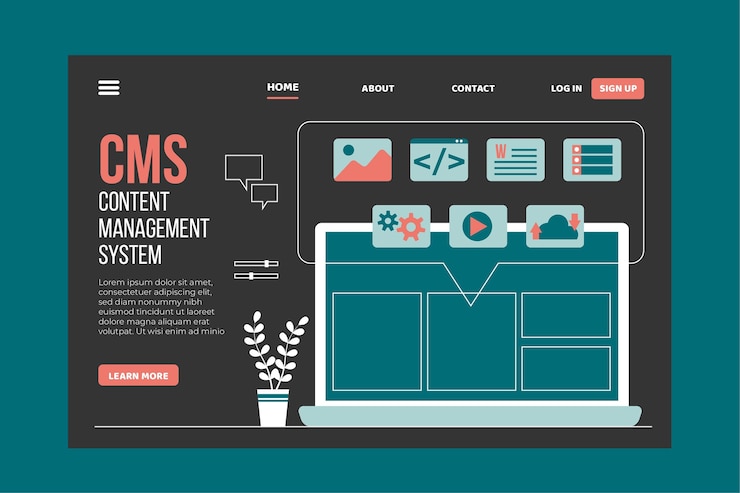 HOME
ABOUT
CONTACT
LOG IN
SIGN UP
CMS
CONTENT
MANAGEMENT
SYSTEM
Lorem ipsum dolor sit amet,
consectetuer adipiscing elit,
sed diam nonummy nibh
euismod tincidunt ut laoreet
dolore magna aliquam erat
volutpat. Ut wisi enim ad minio
LEARN MORE
</>
W